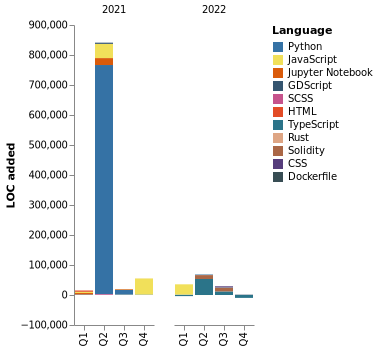 2021
2022
LOC added
900,000
800,000
700,000
600,000
500,000
400,000
300,000
200,000
100,000
0
−100,000
Q1
Q2
Q3
Q4
Q1
Q2
Q3
Q4
Language
Python
JavaScript
Jupyter Notebook
GDScript
SCSS
HTML
TypeScript
Rust
Solidity
CSS
Dockerfile